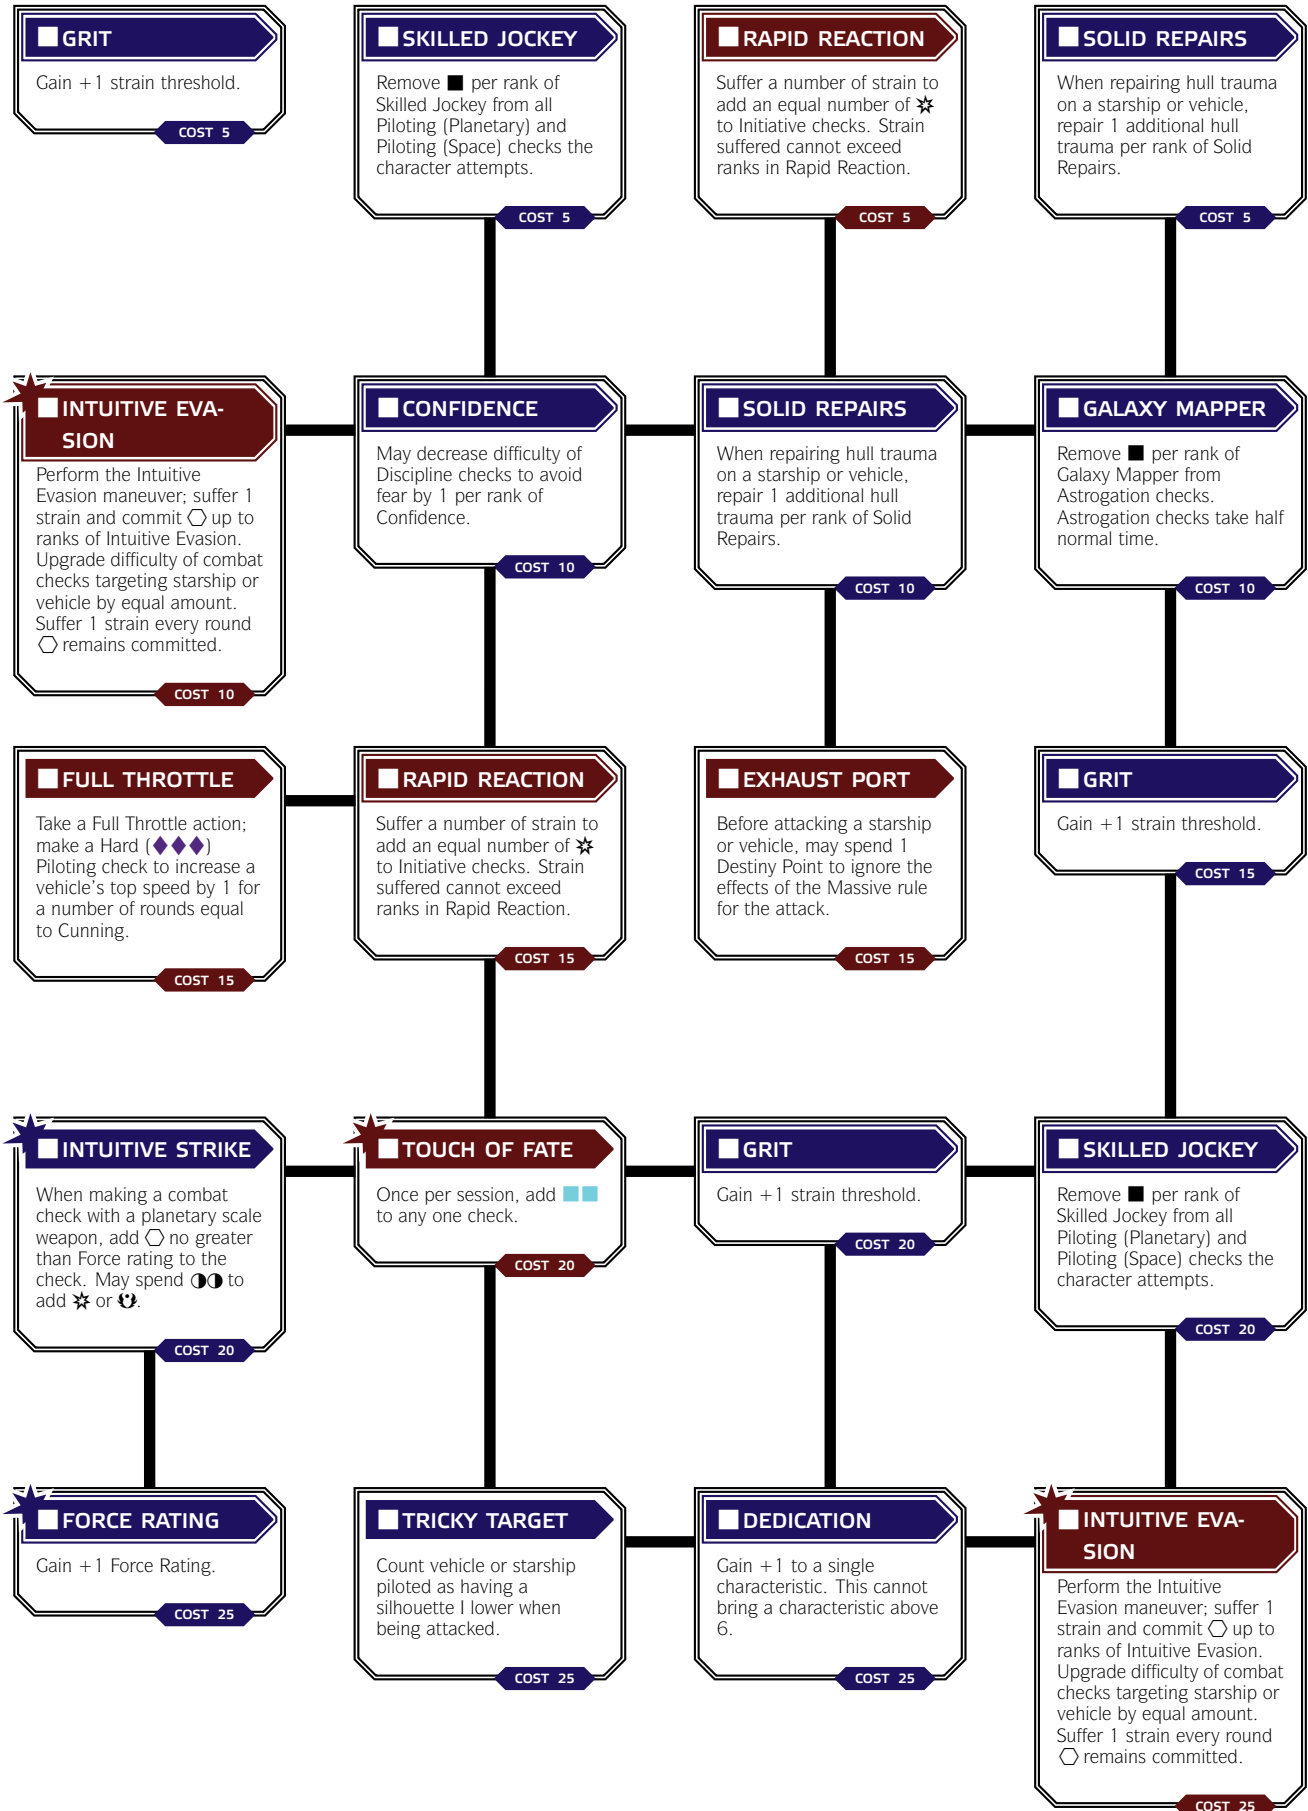 GRIT
Gain +1 strain threshold.
COST 5
SKILLED JOCKEY
Remove ■ per rank of
Skilled Jockey from all
Piloting (Planetary) and
Piloting (Space) checks the
character attempts.
COST 5
RAPID REACTION
Suffer a number of strain to
add an equal number of
to Initiative checks. Strain
suffered cannot exceed
ranks in Rapid Reaction.
COST 5
SOLID REPAIRS
When repairing hull trauma
on a starship or vehicle,
repair 1 additional hull
trauma per rank of Solid
Repairs.
COST 5
INTUITIVE EVA-
SION
Perform the Intuitive
Evasion maneuver; suffer 1
strain and commit ⬡ up to
ranks of Intuitive Evasion.
Upgrade difficulty of combat
checks targeting starship or
vehicle by equal amount.
Suffer 1 strain every round
⬡ remains committed.
COST 10
CONFIDENCE
May decrease difficulty of
Discipline checks to avoid
fear by 1 per rank of
Confidence.
COST 10
SOLID REPAIRS
When repairing hull trauma
on a starship or vehicle,
repair 1 additional hull
trauma per rank of Solid
Repairs.
COST 10
GALAXY MAPPER
Remove ■ per rank of
Galaxy Mapper from
Astrogation checks.
Astrogation checks take half
normal time.
COST 10
FULL THROTTLE
Take a Full Throttle action;
make a Hard (♦♦♦)
Piloting check to increase a
vehicle's top speed by 1 for
a number of rounds equal
to Cunning.
COST 15
RAPID REACTION
Suffer a number of strain to
add an equal number of
to Initiative checks. Strain
suffered cannot exceed
ranks in Rapid Reaction.
COST 15
EXHAUST PORT
Before attacking a starship
or vehicle, may spend 1
Destiny Point to ignore the
effects of the Massive rule
for the attack.
COST 15
GRIT
Gain +1 strain threshold.
COST 15
INTUITIVE STRIKE
When making a combat
check with a planetary scale
weapon, add ⬡ no greater
than Force rating to the
check. May spend ◑◑ to
add or .
COST 20
TOUCH OF FATE
Once per session, add ■■
to any one check.
COST 20
GRIT
Gain +1 strain threshold.
COST 20
SKILLED JOCKEY
Remove ■ per rank of
Skilled Jockey from all
Piloting (Planetary) and
Piloting (Space) checks the
character attempts.
COST 20
FORCE RATING
Gain +1 Force Rating.
COST 25
TRICKY TARGET
Count vehicle or starship
piloted as having a
silhouette I lower when
being attacked.
COST 25
DEDICATION
Gain +1 to a single
characteristic. This cannot
bring a characteristic above
6.
COST 25
INTUITIVE EVA-
SION
Perform the Intuitive
Evasion maneuver; suffer 1
strain and commit ⬡ up to
ranks of Intuitive Evasion.
Upgrade difficulty of combat
checks targeting starship or
vehicle by equal amount.
Suffer 1 strain every round
⬡ remains committed.
COST 25